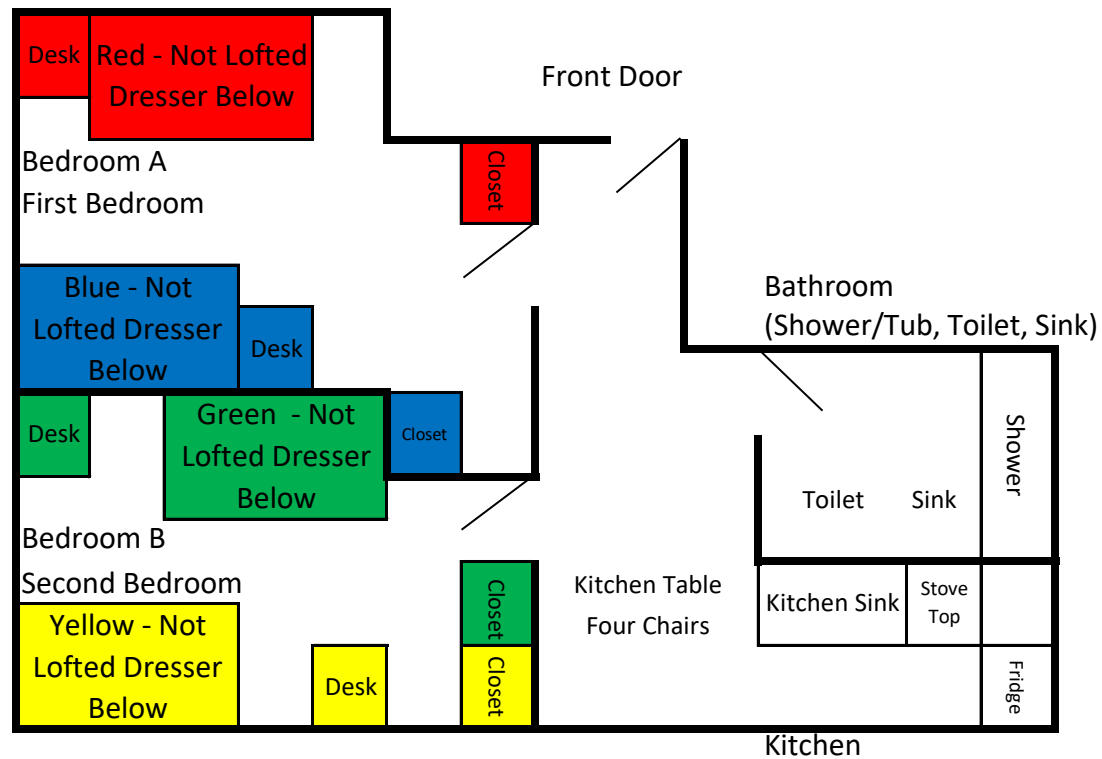 Desk
Red - Not Lofted
Dresser Below
Front Door
Closet
Bedroom A
First Bedroom
Blue - Not
Lofted Dresser
Below
Desk
Bathroom
(Shower/Tub, Toilet, Sink)
Desk
Green  - Not
Lofted Dresser
Below
Closet
Shower
Toilet
Sink
Bedroom B
Second Bedroom
Closet
Kitchen Table
Four Chairs
Kitchen Sink
Stove
Top
Yellow - Not
Lofted Dresser
Below
Desk
Closet
Fridge
Kitchen